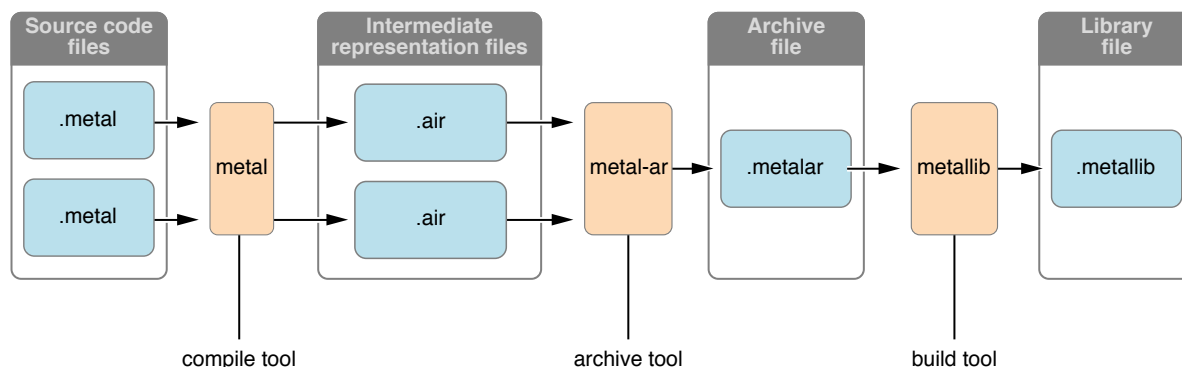 Source code
files
Intermediate
representation files
Archive
file
Library
file
.metal
.metal
metal
.air
.air
metal-ar
.metalar
metallib
.metallib
compile tool
archive tool
build tool